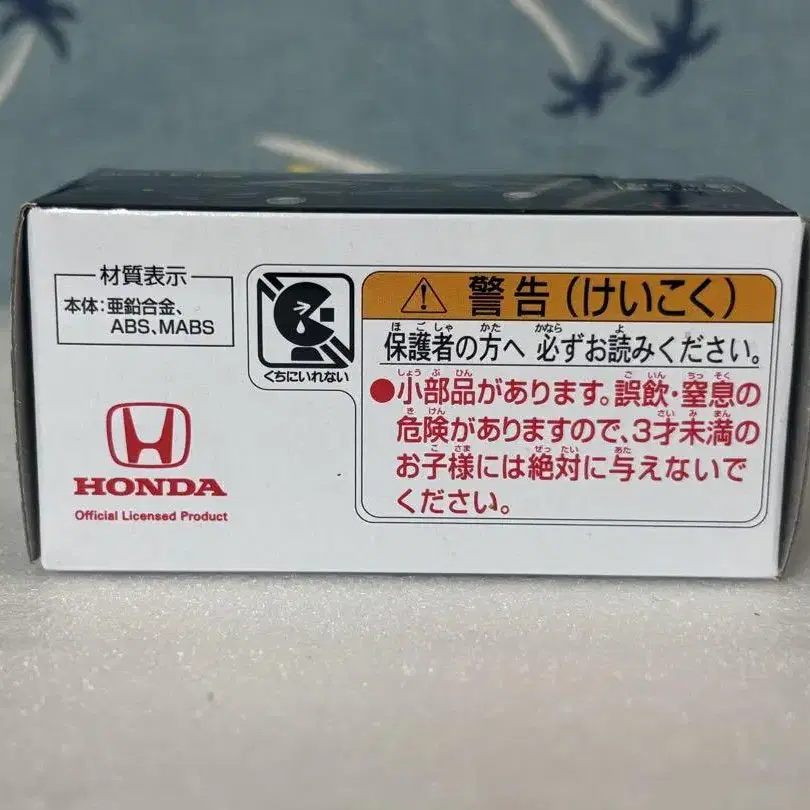 材質表示
本体:亜鉛合金、
ABS、MABS
くちにいれない
HONDA
Official Licensed Product
警告(けいこく)
ほごしゃ かた かなら よ
保護者の方へ 必ずお読みください。
しょうぶひん ごいん ちっそく
●小部品があります。誤飲・窒息の
きけん さいみまん
危険がありますので、3才未満の
こさま ぜったい あた
お子様には絶対に与えないで
ください。